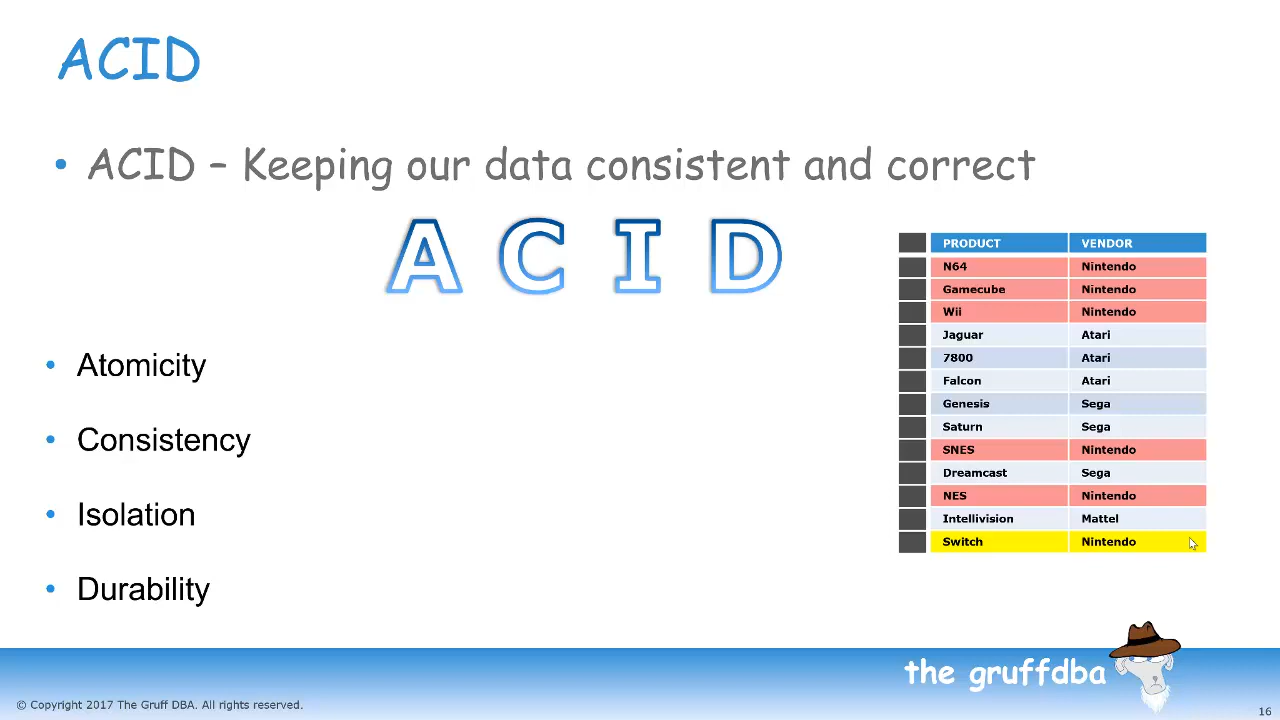 ACID
• ACID – Keeping our data consistent and correct
A C I D
• Atomicity
• Consistency
• Isolation
• Durability
PRODUCT VENDOR
N64 Nintendo
Gamecube Nintendo
Wii Nintendo
Jaguar Atari
7800 Atari
Falcon Atari
Genesis Sega
Saturn Sega
SNES Nintendo
Dreamcast Sega
NES Nintendo
Intellivision Mattel
Switch Nintendo
the gruffdba
© Copyright 2017 The Gruff DBA. All rights reserved.
16